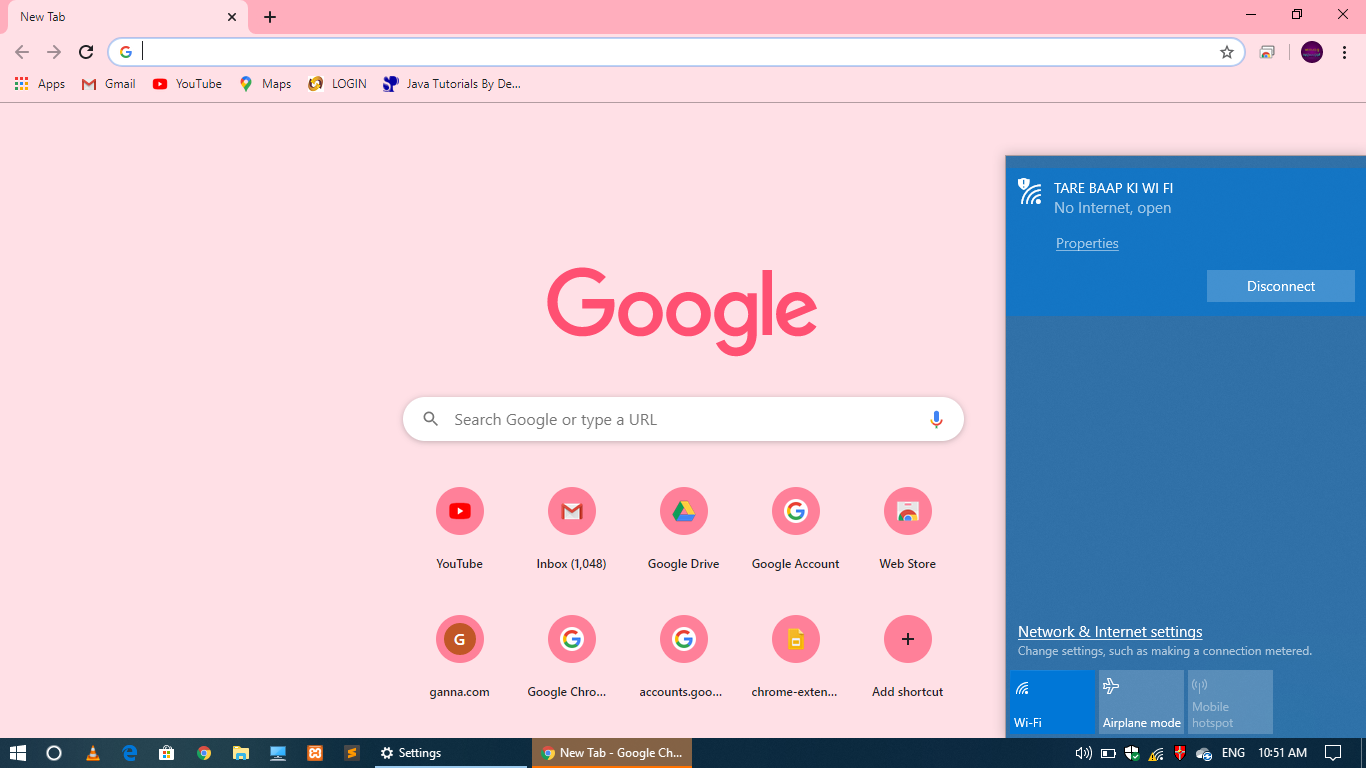 New Tab
Apps Gmail YouTube Maps LOGIN Java Tutorials By De...
TARE BAAP KI WI FI
No Internet, open
Properties
Disconnect
Google
Search Google or type a URL
YouTube Inbox (1,048) Google Drive Google Account Web Store
G
ganna.com Google Chro... accounts.goo... chrome-exten... Add shortcut
Network & Internet settings
Change settings, such as making a connection metered.
Wi-Fi
Airplane mode
Mobile
hotspot
Settings New Tab - Google Ch... ENG 10:51 AM